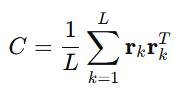 $C = \frac{1}{L} \sum_{k=1}^{L} \mathbf{r}_k \mathbf{r}_k^T$